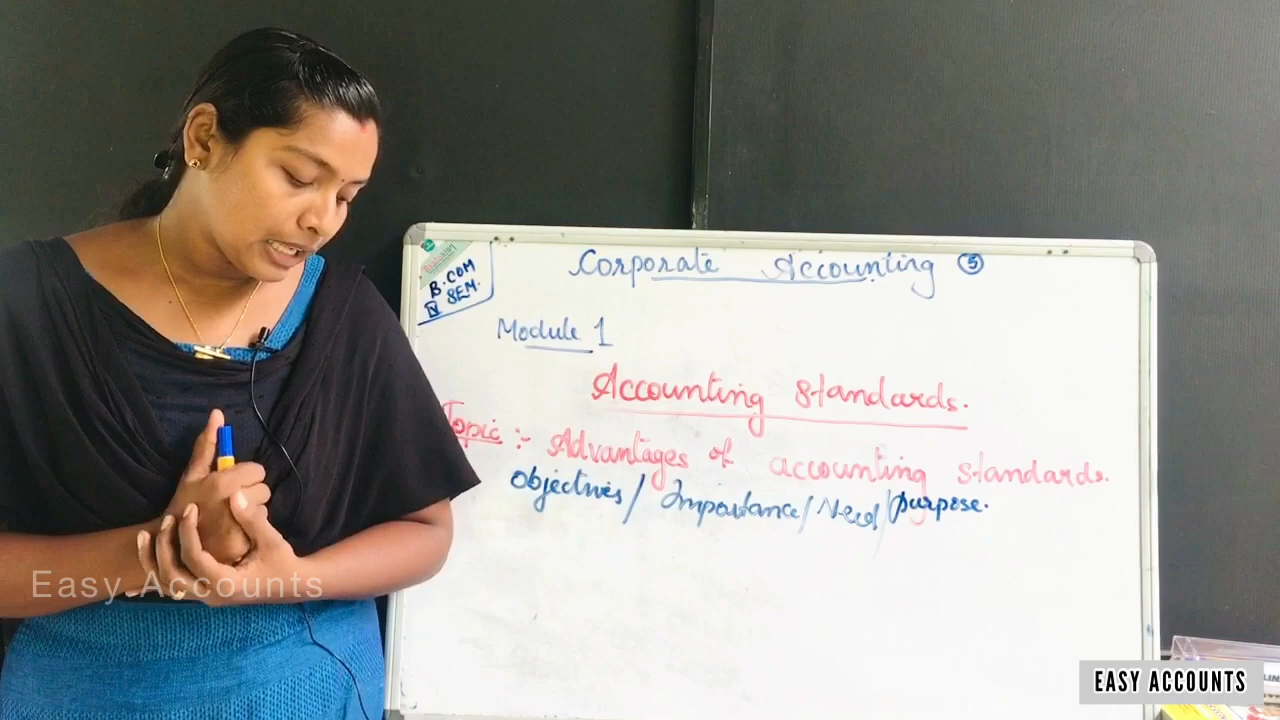 Corporate Accounting 5
B.COM
SEM.
Module 1
Accounting Standards.
Topic :- Advantages of accounting standards.
Objectives/ Importance/ Need/ purpose.
Easy Accounts
EASY ACCOUNTS